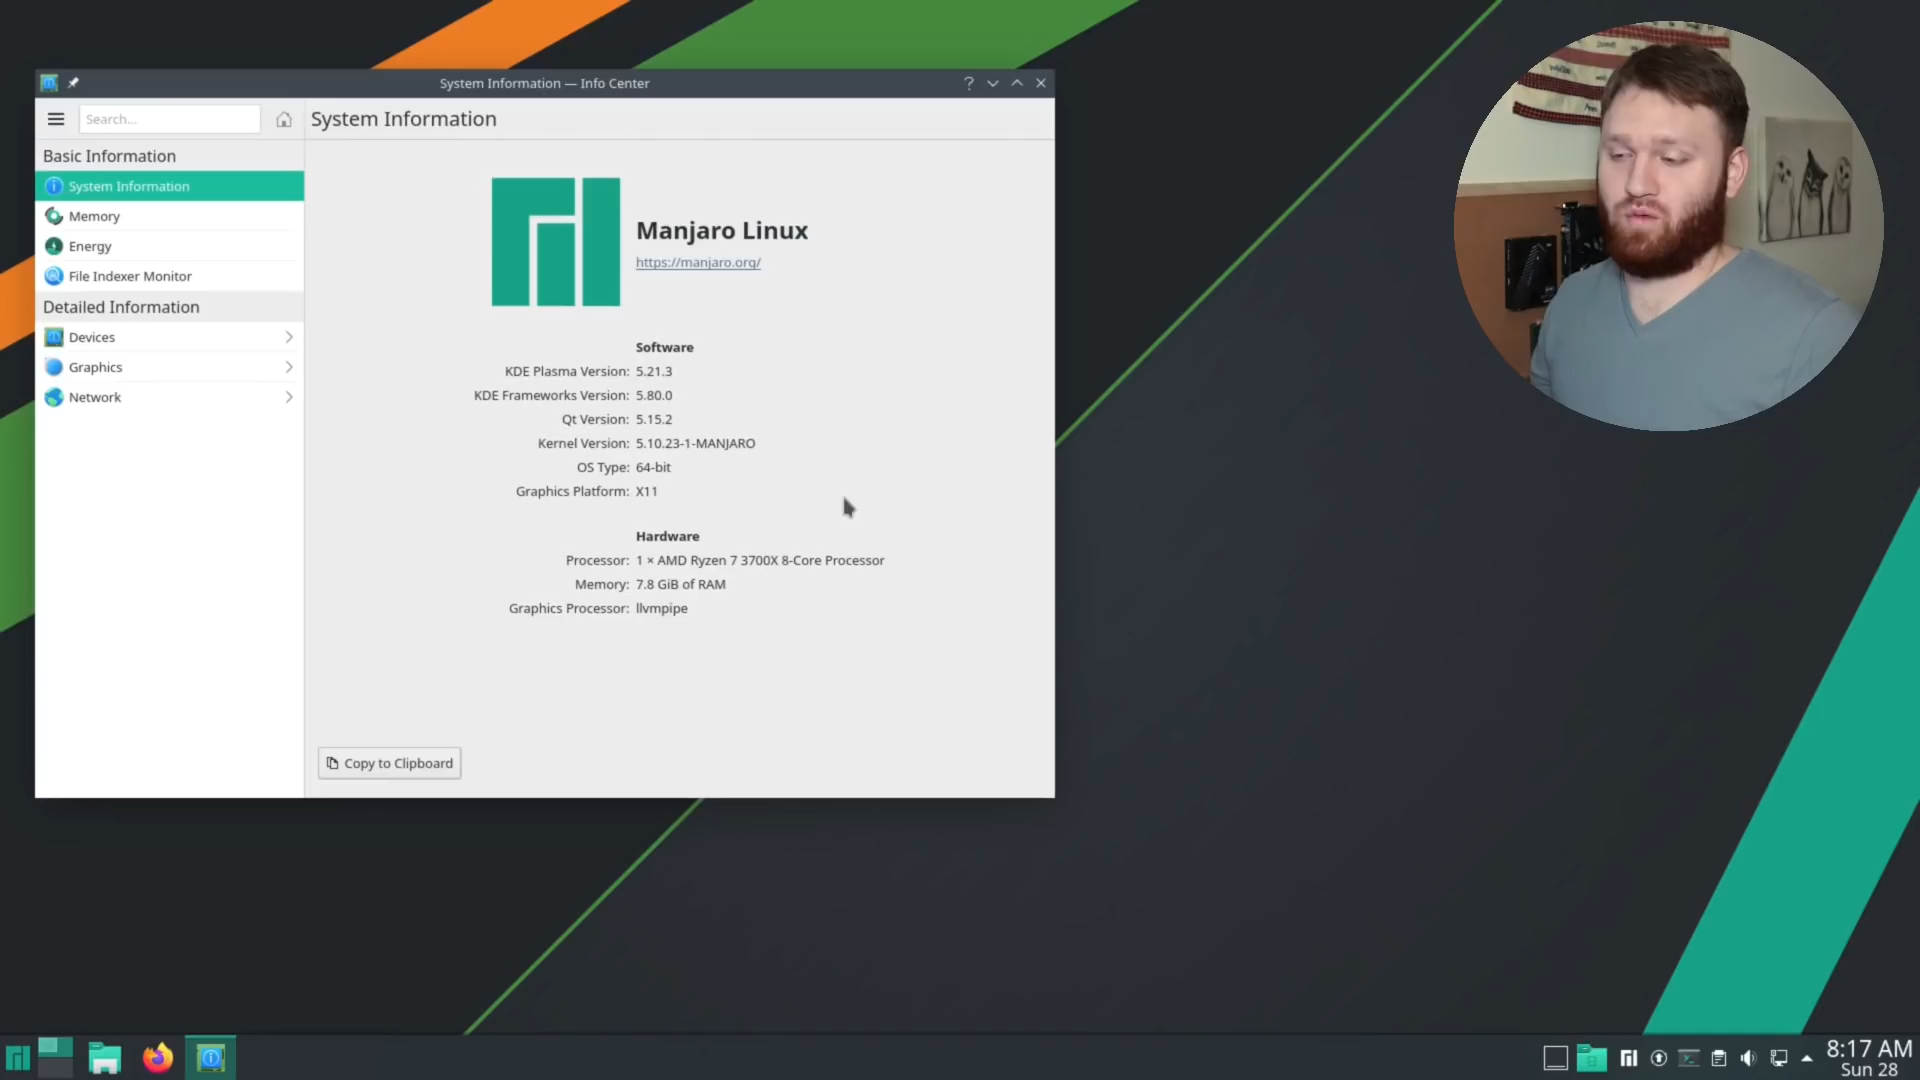 System Information — Info Center
Search...
System Information
Basic Information
System Information
Memory
Energy
File Indexer Monitor
Detailed Information
Devices
Graphics
Network
Manjaro Linux
https://manjaro.org/
Software
KDE Plasma Version: 5.21.3
KDE Frameworks Version: 5.80.0
Qt Version: 5.15.2
Kernel Version: 5.10.23-1-MANJARO
OS Type: 64-bit
Graphics Platform: X11
Hardware
Processor: 1 × AMD Ryzen 7 3700X 8-Core Processor
Memory: 7.8 GiB of RAM
Graphics Processor: llvmpipe
Copy to Clipboard
8:17 AM
Sun 28